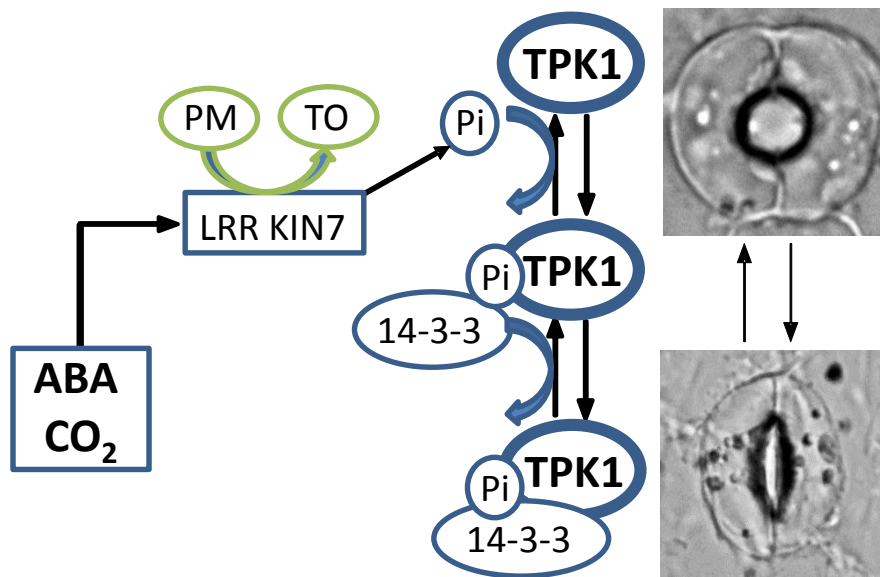 TPK1
PM
TO
Pi
LRR KIN7
Pi
TPK1
14-3-3
ABA
CO₂
TPK1
Pi
14-3-3